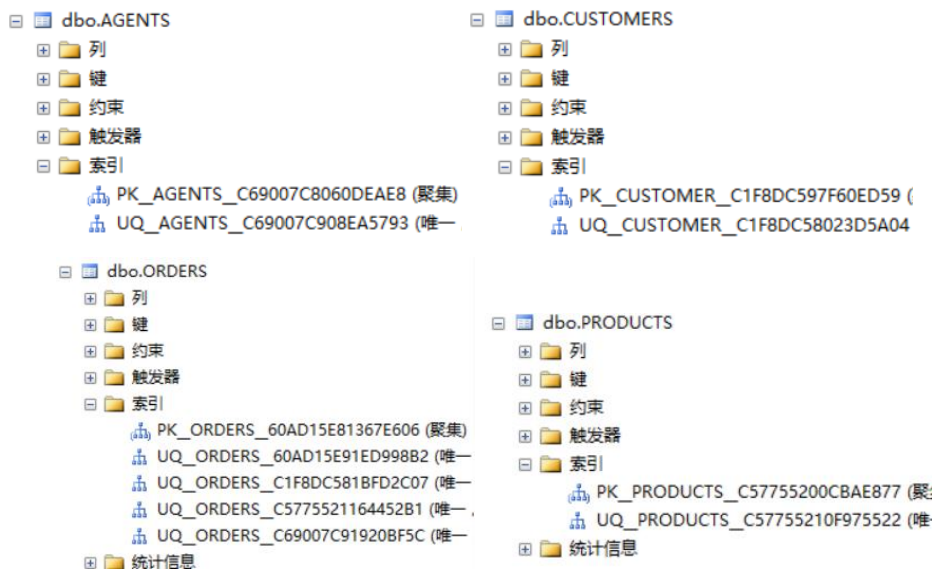 dbo.AGENTS
列
键
约束
触发器
索引
PK__AGENTS__C69007C8060DEAE8 (聚集)
UQ__AGENTS__C69007C908EA5793 (唯一
dbo.CUSTOMERS
列
键
约束
触发器
索引
PK__CUSTOMER__C1F8DC597F60ED59 (
UQ__CUSTOMER__C1F8DC58023D5A04
dbo.ORDERS
列
键
约束
触发器
索引
PK__ORDERS__60AD15E81367E606 (聚集)
UQ__ORDERS__60AD15E91ED998B2 (唯一
UQ__ORDERS__C1F8DC581BFD2C07 (唯一
UQ__ORDERS__C5775521164452B1 (唯一
UQ__ORDERS__C69007C91920BF5C (唯一
统计信息
dbo.PRODUCTS
列
键
约束
触发器
索引
PK__PRODUCTS__C57755200CBAE877 (聚
UQ__PRODUCTS__C57755210F975522 (唯
统计信息